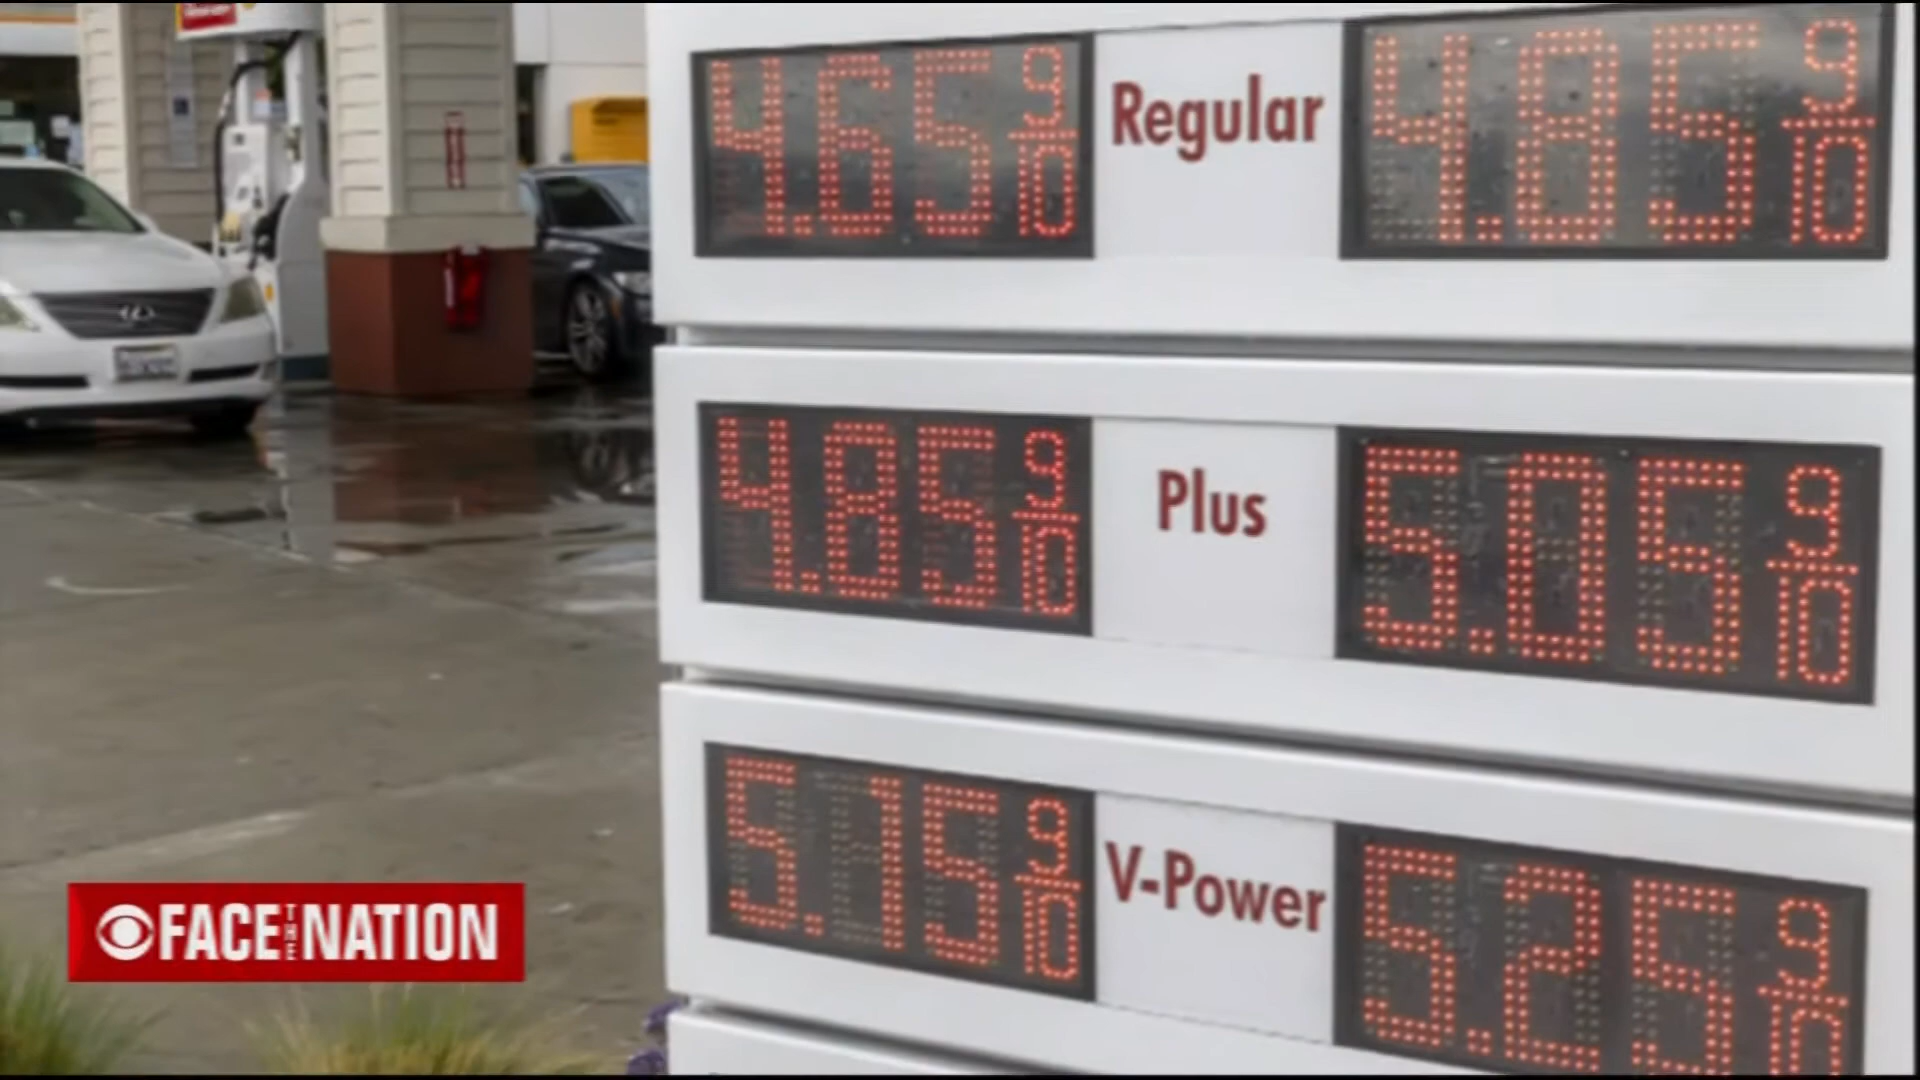 4.65 9/10 Regular 4.85 9/10
4.85 9/10 Plus 5.05 9/10
5.15 9/10 V-Power 5.25 9/10
FACE THE NATION